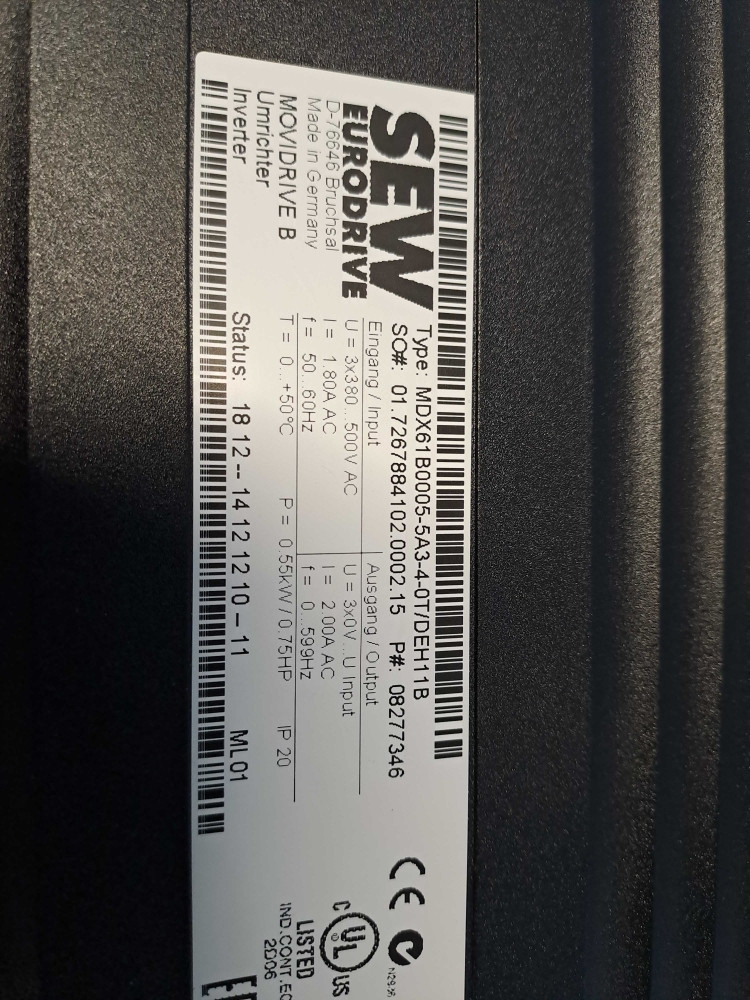 SEW
EURODRIVE
D-76646 Bruchsal
Made in Germany
MOVIDRIVE B
Umrichter
Inverter
Type: MDX61B0005-5A3-4-0T/DEH11B
SO#: 01.7267884102.0002.15 P#: 08277346
Eingang / Input Ausgang / Output
U = 3x380...500V AC U = 3x0V...U Input
I = 1.80A AC I = 2.00A AC
f = 50...60Hz f = 0...599Hz
T = 0...+50°C P = 0.55kW / 0.75HP IP 20
Status: 18 12 -- 14 12 12 10 – 11 ML 01
CE
C UL US
LISTED
IND.CONT.EQ
2D06